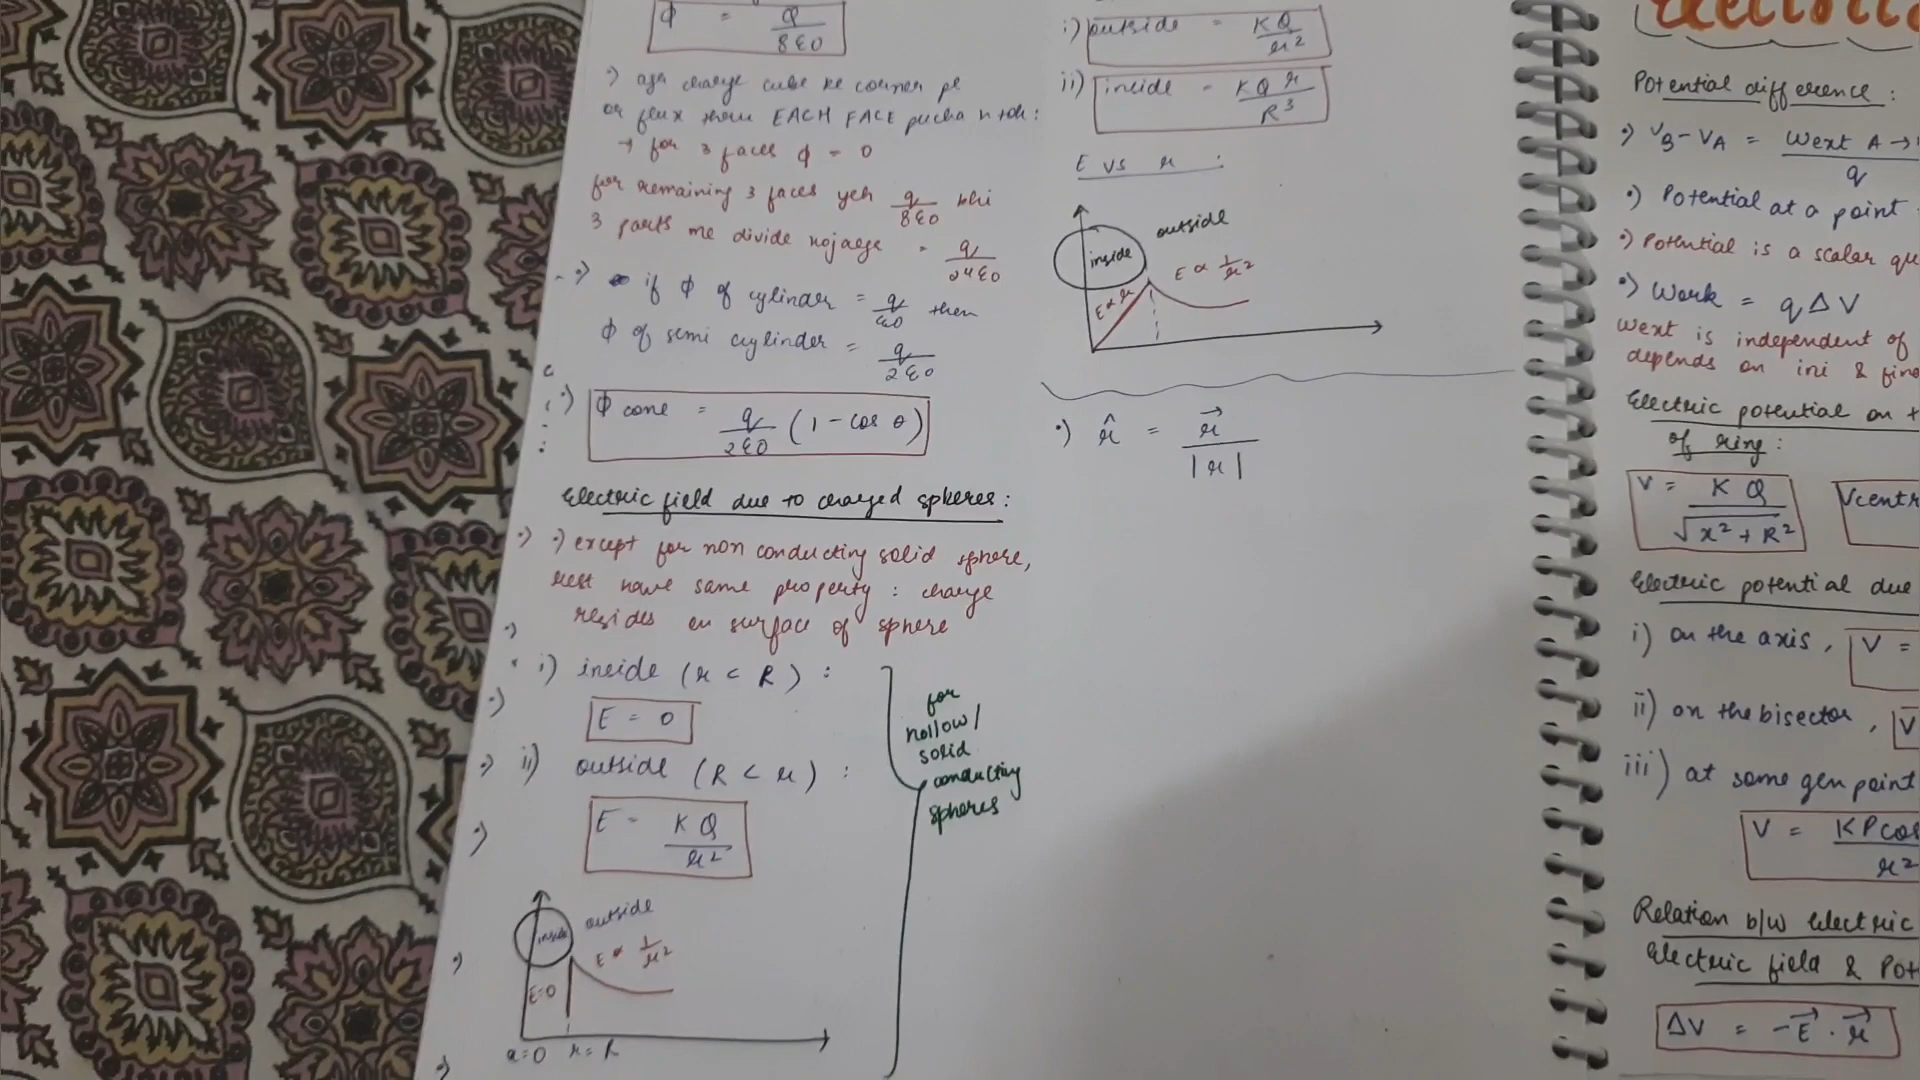 ϕ = Q/8ε0
•) agr charge cube ke corner pe
or flux thru EACH FACE pucha h toh:
→ for 3 faces ϕ = 0
for remaining 3 faces yeh q/8ε0 bhi
3 parts me divide hojaege = q/24ε0
•) if ϕ of cylinder = q/ε0 then
ϕ of semi cylinder = q/2ε0
•) ϕ cone = q/2ε0 (1 - cos θ)
Electric field due to charged spheres:
•) except for non conducting solid sphere,
rest have same property : charge
resides on surface of sphere
i) inside (r < R) :
E = 0
ii) outside (R < r) :
E = KQ/r²
for
hollow/
solid
conducting
spheres
inside
outside
E ∝ 1/r²
E=0
r=0 r=R
i) outside = KQ/r²
ii) inside = KQr/R³
E vs r :
inside
outside
E ∝ r
E ∝ 1/r²
•) r̂ = r⃗/|r|
Potential difference :
•) VB - VA = Wext A →/q
•) Potential at a point
•) Potential is a scalar qu
•) Work = qΔV
Wext is independent of
depends on ini & fin
Electric potential on
of ring :
V = KQ/√x²+R²
Vcentr
Electric potential due
i) on the axis, V =
ii) on the bisector, V
iii) at some gen point
V = KPcos/r²
Relation b/w electric
Electric field & Pot
ΔV = -E⃗ . r⃗